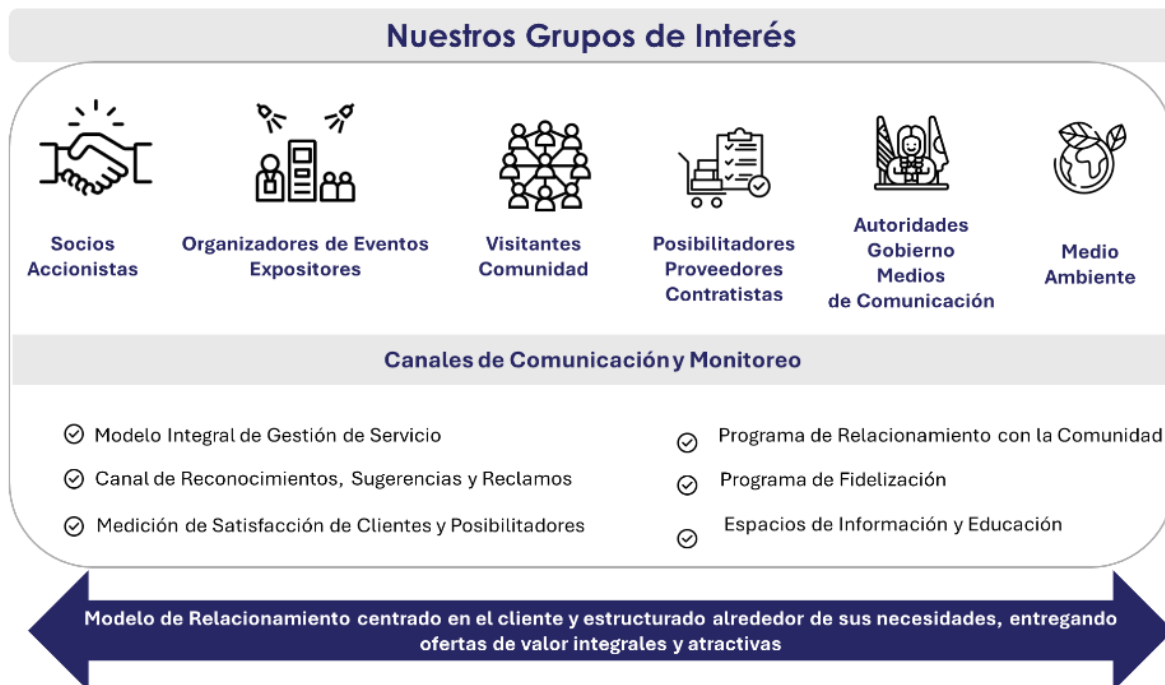 Nuestros Grupos de Interés
Socios
Accionistas
Organizadores de Eventos
Expositores
Visitantes
Comunidad
Posibilitadores
Proveedores
Contratistas
Autoridades
Gobierno
Medios
de Comunicación
Medio
Ambiente
Canales de Comunicación y Monitoreo
Modelo Integral de Gestión de Servicio
Canal de Reconocimientos, Sugerencias y Reclamos
Medición de Satisfacción de Clientes y Posibilitadores
Programa de Relacionamiento con la Comunidad
Programa de Fidelización
Espacios de Información y Educación
Modelo de Relacionamiento centrado en el cliente y estructurado alrededor de sus necesidades, entregando
ofertas de valor integrales y atractivas